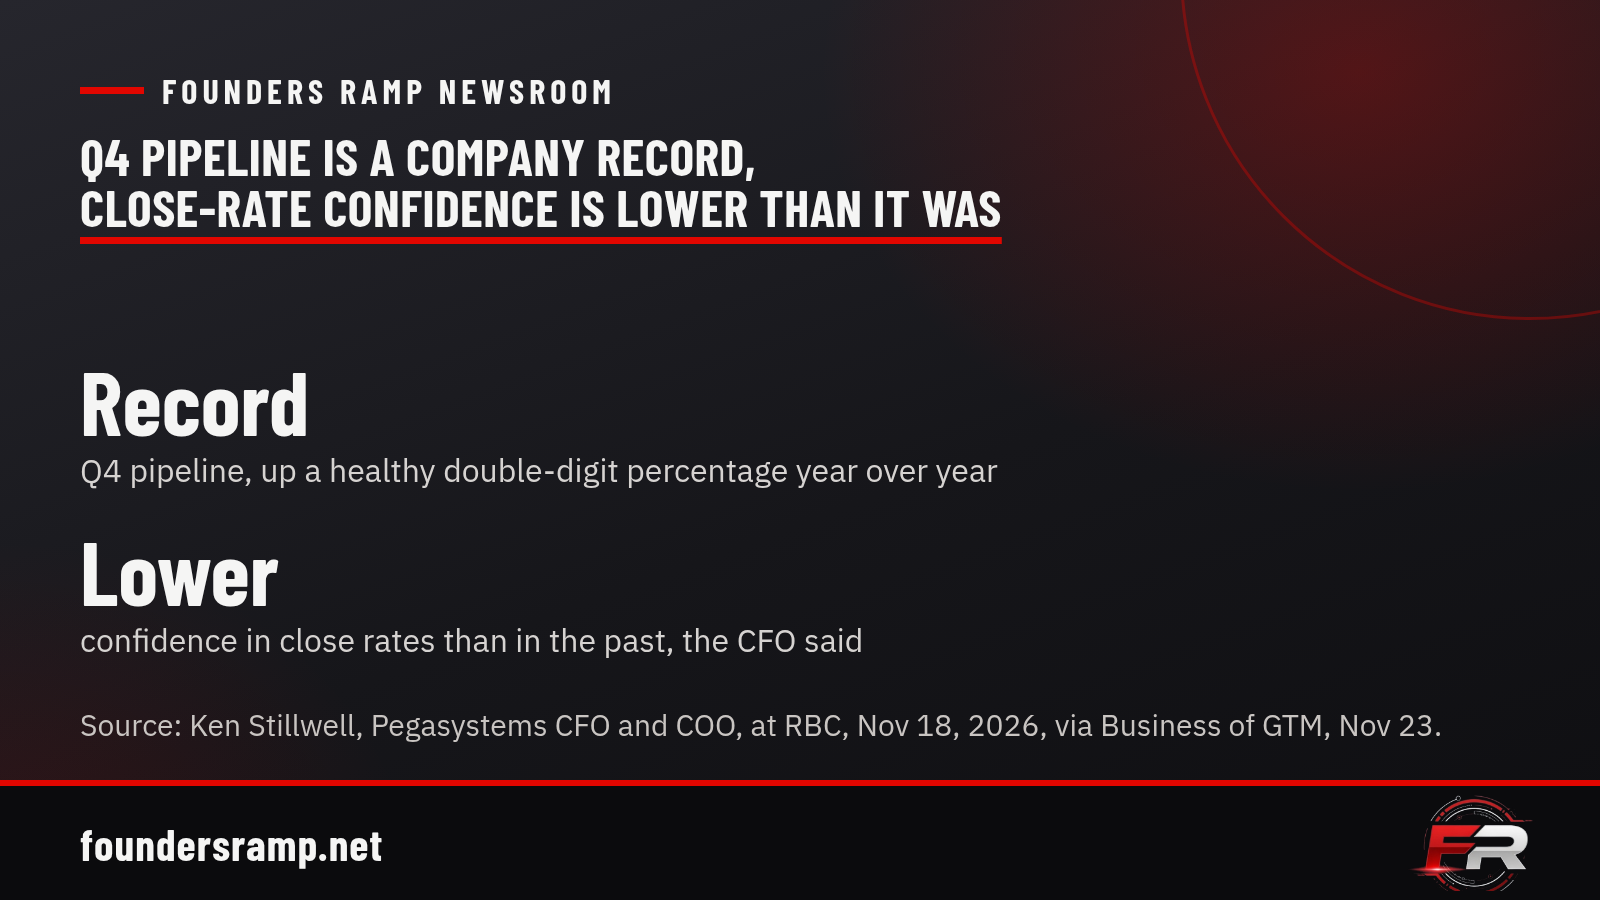 FOUNDERS RAMP NEWSROOM
Q4 PIPELINE IS A COMPANY RECORD,
CLOSE-RATE CONFIDENCE IS LOWER THAN IT WAS
Record
Q4 pipeline, up a healthy double-digit percentage year over year
Lower
confidence in close rates than in the past, the CFO said
Source: Ken Stillwell, Pegasystems CFO and COO, at RBC, Nov 18, 2026, via Business of GTM, Nov 23.
foundersramp.net
FR